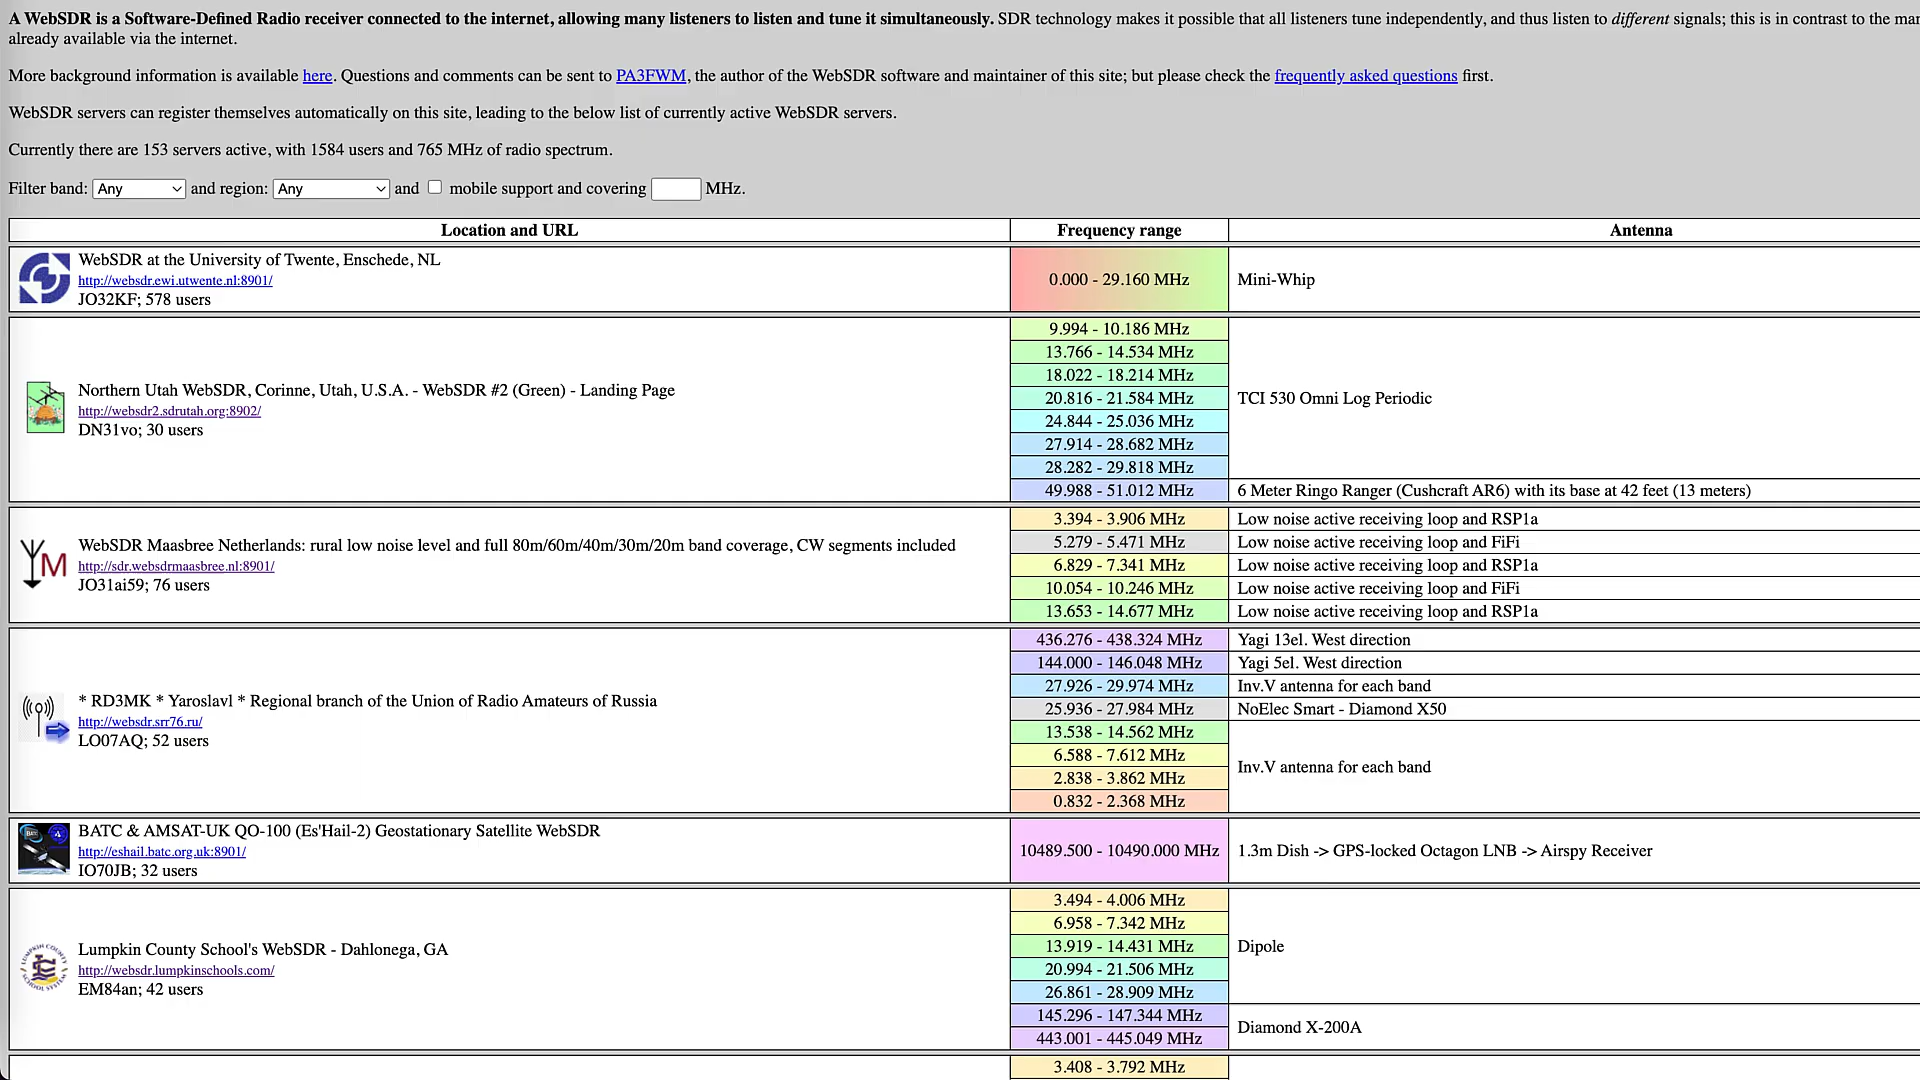 A WebSDR is a Software-Defined Radio receiver connected to the internet, allowing many listeners to listen and tune it simultaneously. SDR technology makes it possible that all listeners tune independently, and thus listen to different signals; this is in contrast to the
already available via the internet.
More background information is available here. Questions and comments can be sent to PA3FWM, the author of the WebSDR software and maintainer of this site; but please check the frequently asked questions first.
WebSDR servers can register themselves automatically on this site, leading to the below list of currently active WebSDR servers.
Currently there are 153 servers active, with 1584 users and 765 MHz of radio spectrum.
Filter band: Any and region: Any and mobile support and covering MHz.
Location and URL Frequency range Antenna
WebSDR at the University of Twente, Enschede, NL
http://websdr.ewi.utwente.nl:8901/
JO32KF; 578 users
0.000 - 29.160 MHz
Mini-Whip
Northern Utah WebSDR, Corinne, Utah, U.S.A. - WebSDR #2 (Green) - Landing Page
http://websdr2.sdrutah.org:8902/
DN31vo; 30 users
9.994 - 10.186 MHz
13.766 - 14.534 MHz
18.022 - 18.214 MHz
20.816 - 21.584 MHz
24.844 - 25.036 MHz
27.914 - 28.682 MHz
28.282 - 29.818 MHz
TCI 530 Omni Log Periodic
49.988 - 51.012 MHz 6 Meter Ringo Ranger (Cushcraft AR6) with its base at 42 feet (13 meters)
WebSDR Maasbree Netherlands: rural low noise level and full 80m/60m/40m/30m/20m band coverage, CW segments included
http://sdr.websdrmaasbree.nl:8901/
JO31ai59; 76 users
3.394 - 3.906 MHz Low noise active receiving loop and RSP1a
5.279 - 5.471 MHz Low noise active receiving loop and FiFi
6.829 - 7.341 MHz Low noise active receiving loop and RSP1a
10.054 - 10.246 MHz Low noise active receiving loop and FiFi
13.653 - 14.677 MHz Low noise active receiving loop and RSP1a
* RD3MK * Yaroslavl * Regional branch of the Union of Radio Amateurs of Russia
http://websdr.srr76.ru/
LO07AQ; 52 users
436.276 - 438.324 MHz Yagi 13el. West direction
144.000 - 146.048 MHz Yagi 5el. West direction
27.926 - 29.974 MHz Inv.V antenna for each band
25.936 - 27.984 MHz NoElec Smart - Diamond X50
13.538 - 14.562 MHz
6.588 - 7.612 MHz
2.838 - 3.862 MHz
0.832 - 2.368 MHz
Inv.V antenna for each band
BATC & AMSAT-UK QO-100 (Es'Hail-2) Geostationary Satellite WebSDR
http://eshail.batc.org.uk:8901/
IO70JB; 32 users
10489.500 - 10490.000 MHz
1.3m Dish -> GPS-locked Octagon LNB -> Airspy Receiver
Lumpkin County School's WebSDR - Dahlonega, GA
http://websdr.lumpkinschools.com/
EM84an; 42 users
3.494 - 4.006 MHz
6.958 - 7.342 MHz
13.919 - 14.431 MHz
20.994 - 21.506 MHz
26.861 - 28.909 MHz
Dipole
145.296 - 147.344 MHz
443.001 - 445.049 MHz
Diamond X-200A
3.408 - 3.792 MHz